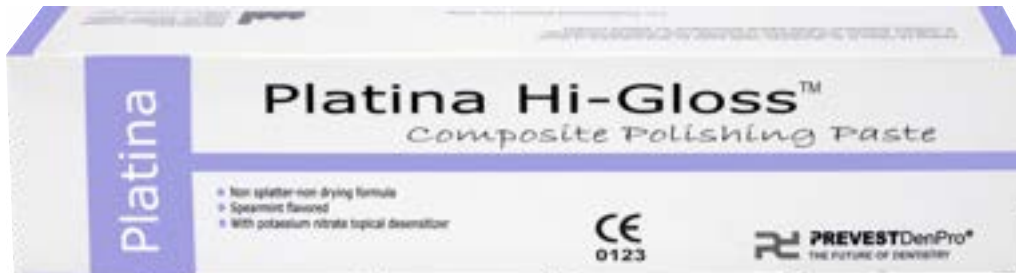 Platina
Platina Hi-Gloss™
Composite Polishing Paste
Non splatter-non drying formula
Spearmint flavored
With potassium nitrate topical desensitizer
CE
0123
PREVESTDenPro®
THE FUTURE OF DENTISTRY